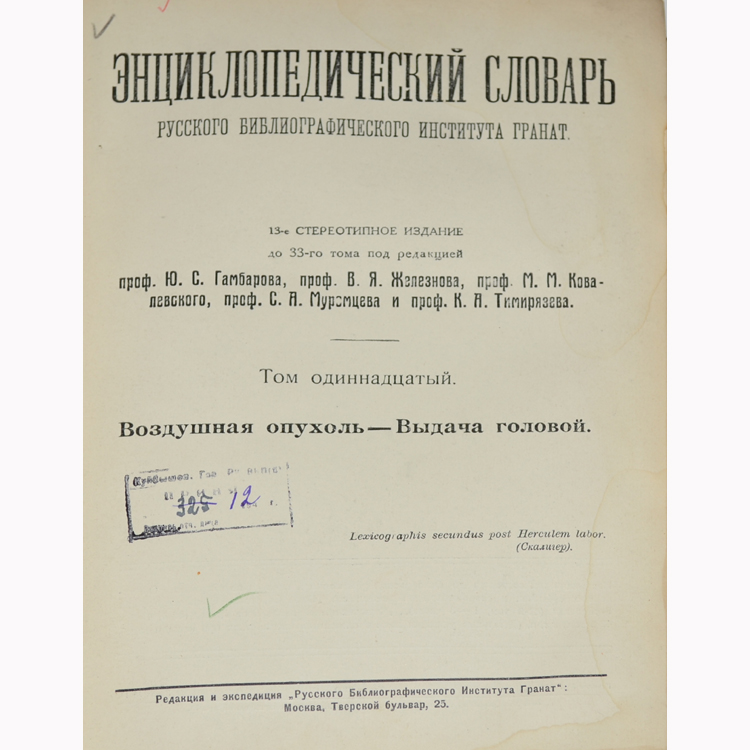 ЭНЦИКЛОПЕДИЧЕСКИЙ СЛОВАРЬ
РУССКОГО БИБЛИОГРАФИЧЕСКОГО ИНСТИТУТА ГРАНАТ.
13-е СТЕРЕОТИПНОЕ ИЗДАНИЕ
до 33-го тома под редакцией
проф. Ю. С. Гамбарова, проф. В. Я. Железнова, проф. М. М. Кова-
левского, проф. С. А. Муромцева и проф. К. А. Тимирязева.
Том одиннадцатый.
Воздушная опухоль — Выдача головой.
325 12 г.
Lexicographis secundus post Herculem labor.
(Скалигер).
Редакция и экспедиция „Русского Библиографического Института Гранат“:
Москва, Тверской бульвар, 25.